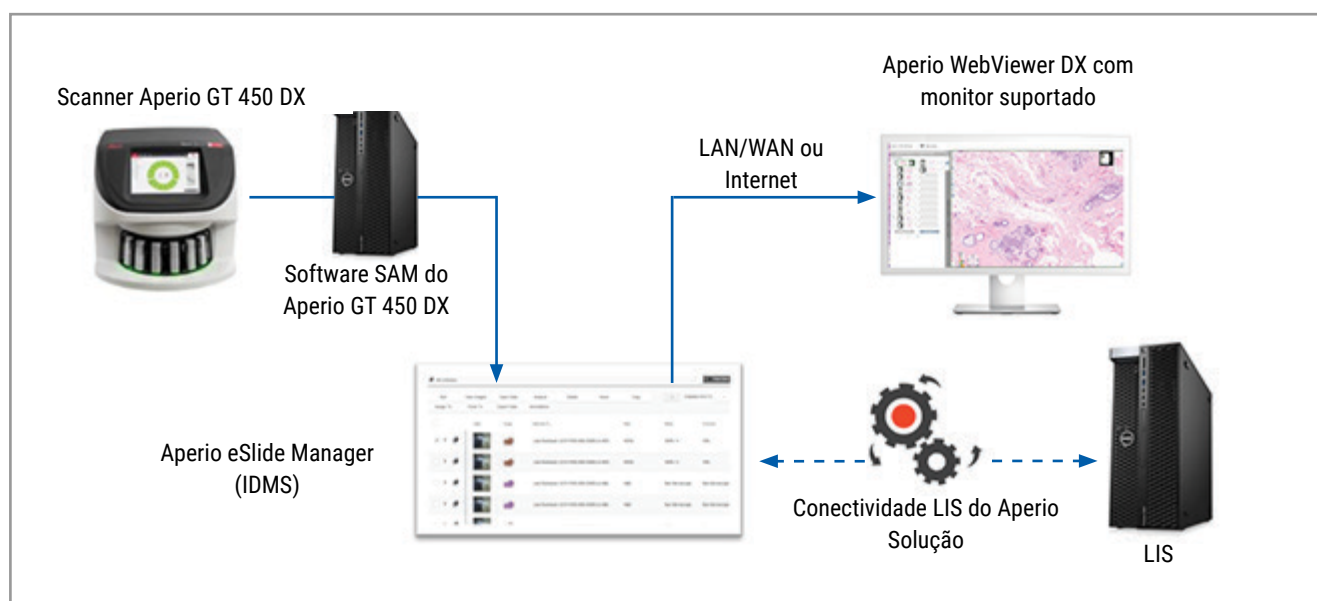 Scanner Aperio GT 450 DX
Software SAM do
Aperio GT 450 DX
LAN/WAN ou
Internet
Aperio WebViewer DX com
monitor suportado
Aperio eSlide Manager
(IDMS)
Conectividade LIS do Aperio
Solução
LIS